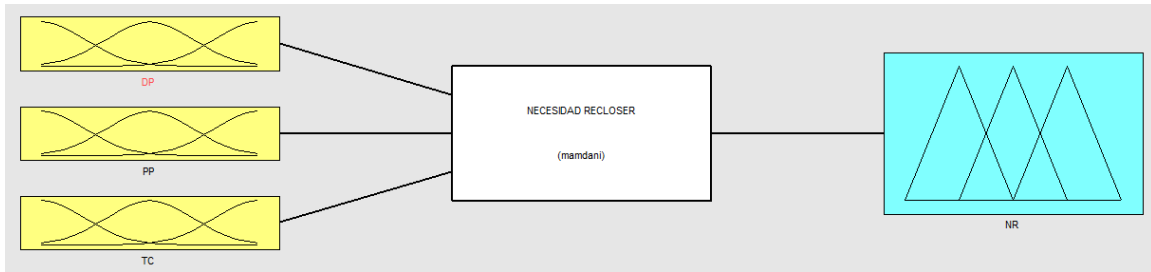 DP
PP
TC
NECESIDAD RECLOSER
(mamdani)
NR